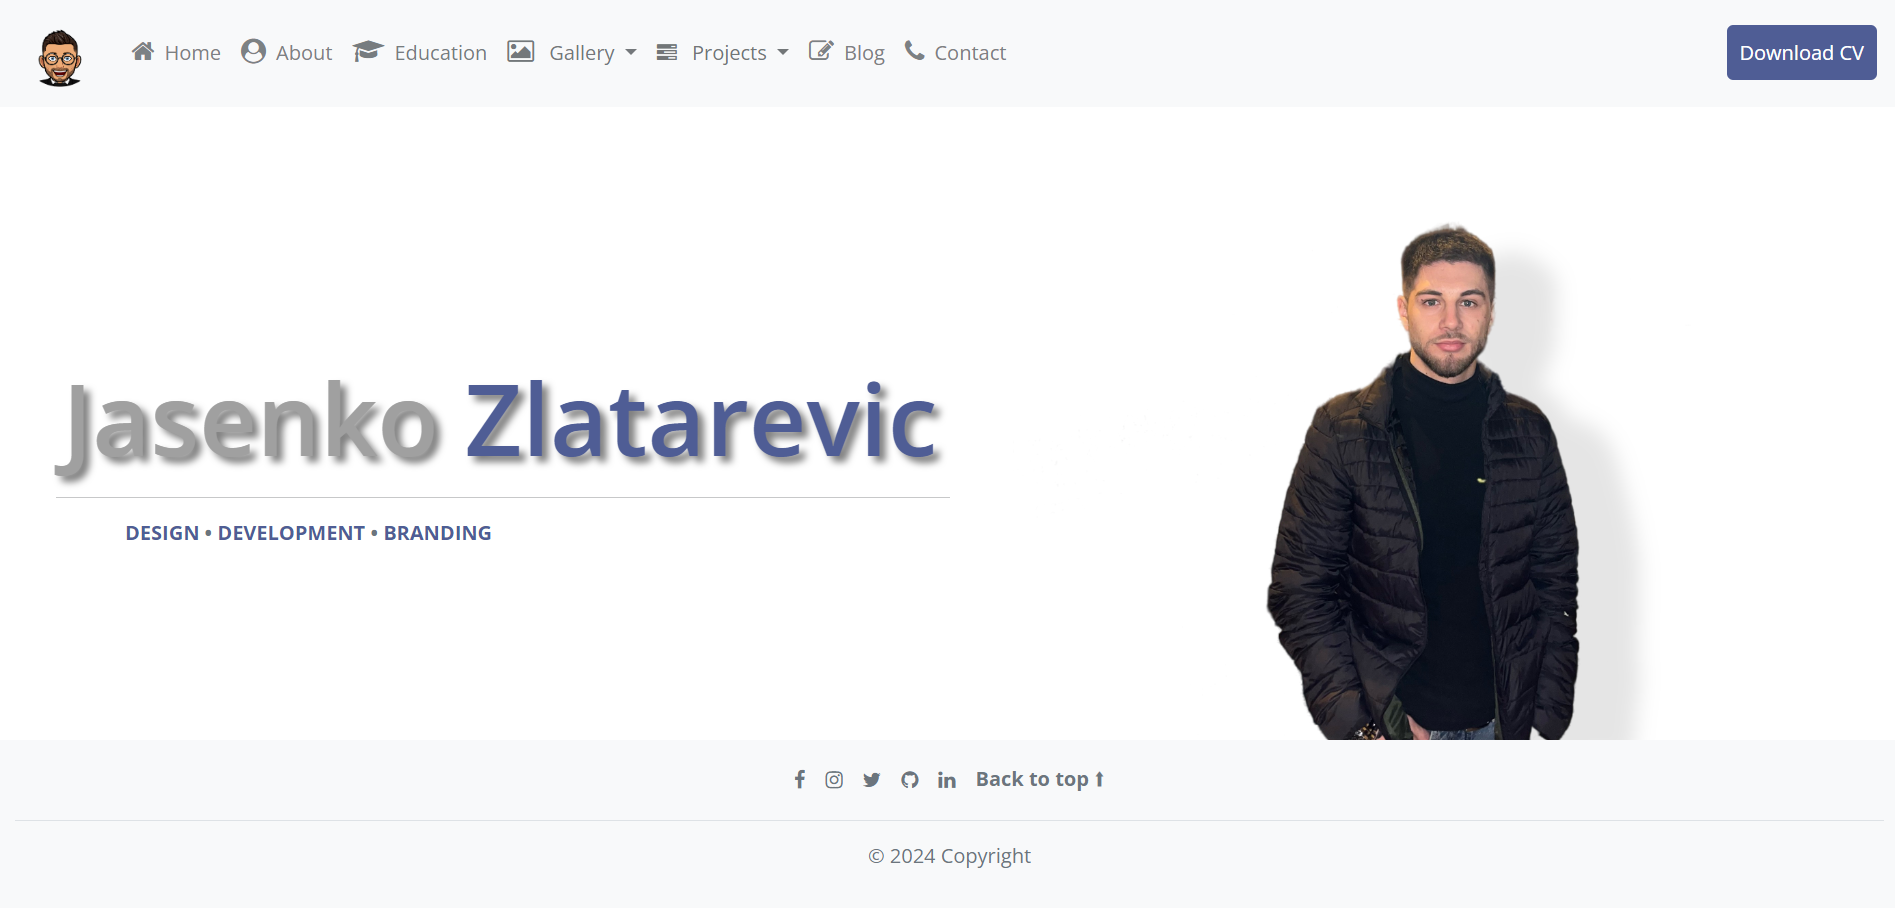 Home About Education Gallery Projects Blog Contact Download CV
Jasenko Zlatarevic
DESIGN • DEVELOPMENT • BRANDING
Back to top
© 2024 Copyright